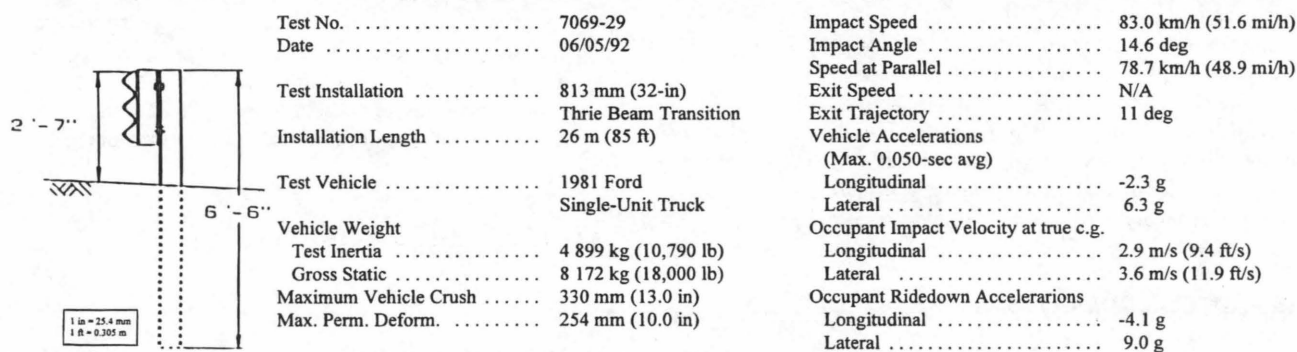 2'-7"
6'-6"
1 in = 25.4 mm
1 ft = 0.305 m
Test No. .................... 7069-29
Date .................... 06/05/92
Test Installation .................... 813 mm (32-in)
Thrie Beam Transition
Installation Length .................... 26 m (85 ft)
Test Vehicle .................... 1981 Ford
Single-Unit Truck
Vehicle Weight
Test Inertia .................... 4 899 kg (10,790 lb)
Gross Static .................... 8 172 kg (18,000 lb)
Maximum Vehicle Crush ...... 330 mm (13.0 in)
Max. Perm. Deform. ......... 254 mm (10.0 in)
Impact Speed .................... 83.0 km/h (51.6 mi/h)
Impact Angle .................... 14.6 deg
Speed at Parallel .................... 78.7 km/h (48.9 mi/h)
Exit Speed .................... N/A
Exit Trajectory .................... 11 deg
Vehicle Accelerations
(Max. 0.050-sec avg)
Longitudinal .................... -2.3 g
Lateral .................... 6.3 g
Occupant Impact Velocity at true c.g.
Longitudinal .................... 2.9 m/s (9.4 ft/s)
Lateral .................... 3.6 m/s (11.9 ft/s)
Occupant Ridedown Accelerarions
Longitudinal .................... -4.1 g
Lateral .................... 9.0 g